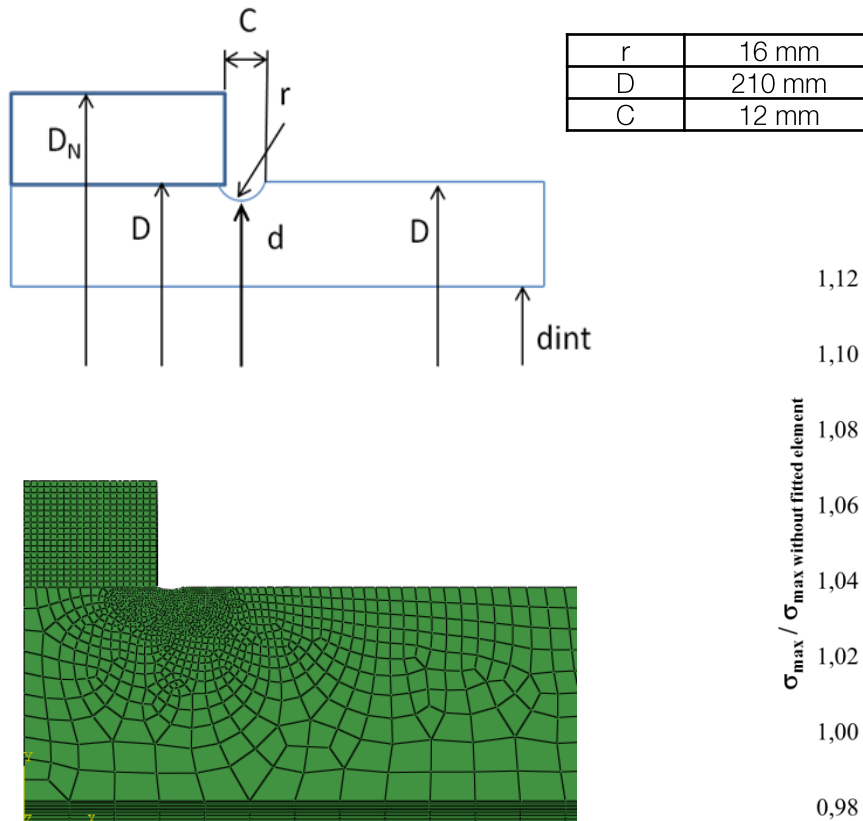 C
r
D_N
D
d
D
dint
r 16 mm
D 210 mm
C 12 mm
σmax / σmax without fitted element
1,12
1,10
1,08
1,06
1,04
1,02
1,00
0,98
Y
Z
X